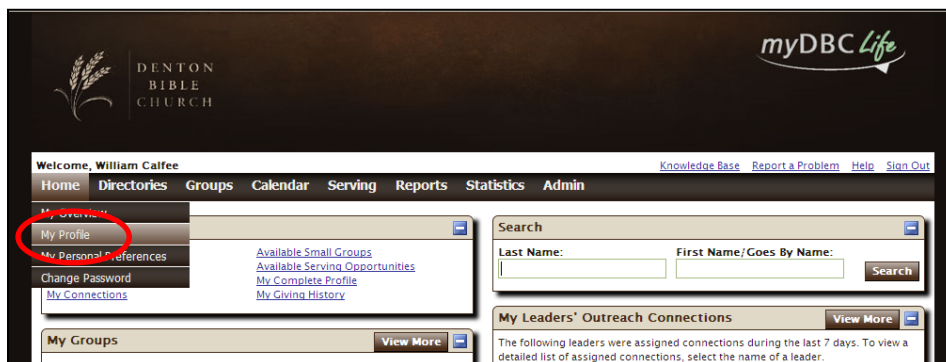 DENTON
BIBLE
CHURCH
myDBC Life
Welcome, William Calfee
Knowledge Base Report a Problem Help Sign Out
Home Directories Groups Calendar Serving Reports Statistics Admin
My Overview
My Profile
My Personal Preferences
Change Password
My Connections
Available Small Groups
Available Serving Opportunities
My Complete Profile
My Giving History
My Groups View More
Search
Last Name: First Name/Goes By Name:
Search
My Leaders' Outreach Connections View More
The following leaders were assigned connections during the last 7 days. To view a
detailed list of assigned connections, select the name of a leader.